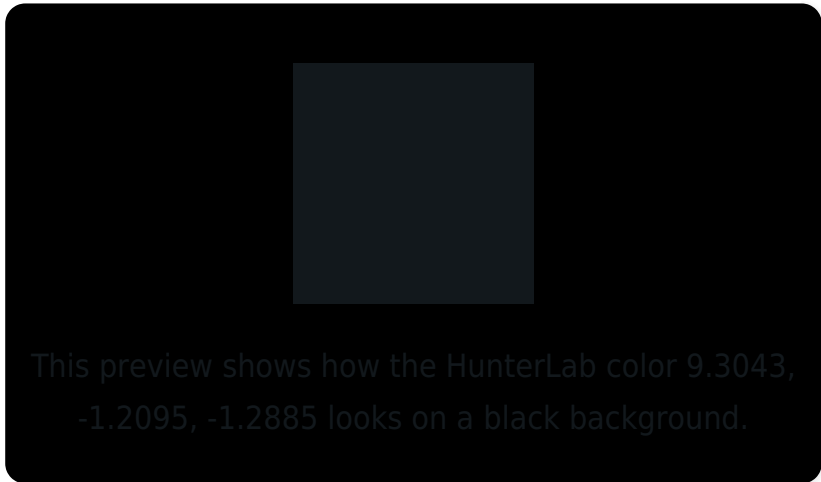 This preview shows how the HunterLab color 9.3043,
-1.2095, -1.2885 looks on a black background.